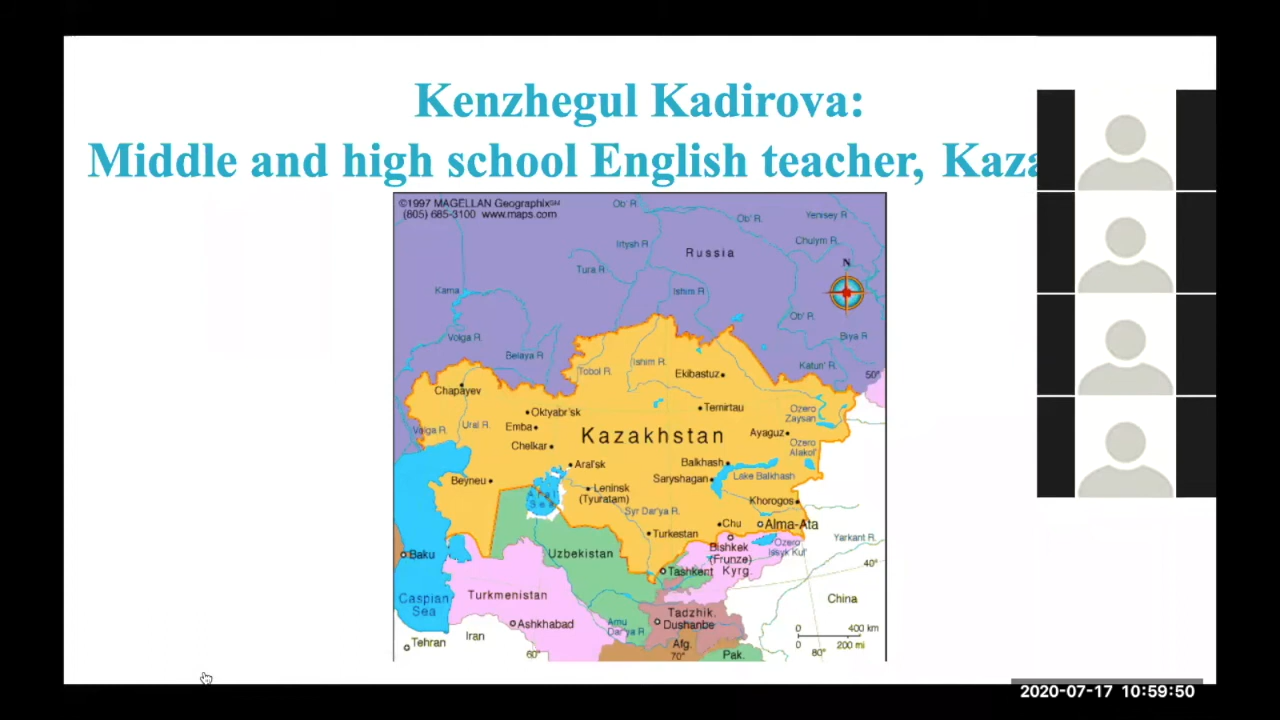 Kenzhegul Kadirova:
Middle and high school English teacher, Kaza
©1997 MAGELLAN Geographix℠
(805) 685-3100 www.maps.com
Ob' R.
Ob' R.
Yenisey R.
Irtysh R.
Chulym R.
Russia
N
Tura R.
Kama
Ishim R.
Ob' R.
Volga R.
Biya R.
Belaya R.
Ishim R.
Katun' R.
Tobol R.
Ekibastuz
50°
Chapayev
Oktyabr'sk
Temirtau
Ozero
Zaysan
Volga R.
Ural R.
Emba
Kazakhstan
Ayaguz
Chelkar
Ozero
Alakol'
Aral'sk
Balkhash
Beyneu
Saryshagan
Lake Balkhash
Aral
Sea
Leninsk
(Tyuratam)
Khorogos
Syr Dar'ya R.
Chu
Alma-Ata
Turkestan
Baku
Uzbekistan
Bishkek
(Frunze)
Ozero
Issyk Kul'
Yarkant R.
Tashkent
Kyrg.
40°
Caspian
Sea
Turkmenistan
China
Tadzhik.
Dushanbe
Ashkhabad
Amu
Dar'ya R.
0 400 km
0 200 mi
Tehran
Iran
Afg.
60°
70°
Pak.
80°
2020-07-17 10:59:50